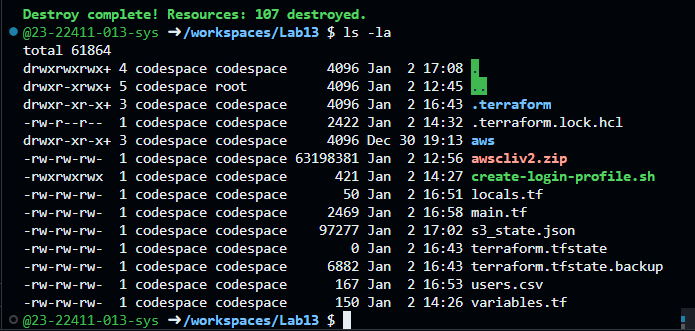 Destroy complete! Resources: 107 destroyed.
@23-22411-013-sys ➜/workspaces/Lab13 $ ls -la
total 61864
drwxrwxrwx+ 4 codespace codespace     4096 Jan  2 17:08 .
drwxr-xrwx+ 5 codespace root          4096 Jan  2 12:45 ..
drwxr-xr-x+ 3 codespace codespace     4096 Jan  2 16:43 .terraform
-rw-r--r--  1 codespace codespace     2422 Jan  2 14:32 .terraform.lock.hcl
drwxr-xr-x+ 3 codespace codespace     4096 Dec 30 19:13 aws
-rw-rw-rw-  1 codespace codespace 63198381 Jan  2 12:56 awscliv2.zip
-rwxrwxrwx  1 codespace codespace      421 Jan  2 14:27 create-login-profile.sh
-rw-rw-rw-  1 codespace codespace       50 Jan  2 16:51 locals.tf
-rw-rw-rw-  1 codespace codespace     2469 Jan  2 16:58 main.tf
-rw-rw-rw-  1 codespace codespace    97277 Jan  2 17:02 s3_state.json
-rw-rw-rw-  1 codespace codespace        0 Jan  2 16:43 terraform.tfstate
-rw-rw-rw-  1 codespace codespace     6882 Jan  2 16:43 terraform.tfstate.backup
-rw-rw-rw-  1 codespace codespace      167 Jan  2 16:53 users.csv
-rw-rw-rw-  1 codespace codespace      150 Jan  2 14:26 variables.tf
@23-22411-013-sys ➜/workspaces/Lab13 $